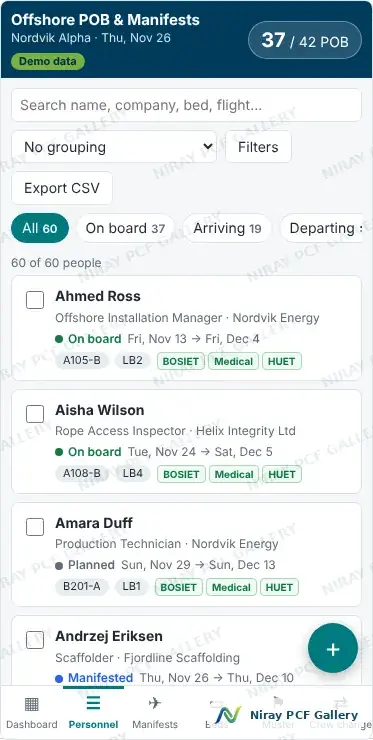 Offshore POB & Manifests
Nordvik Alpha · Thu, Nov 26
37 / 42 POB
Demo data
Search name, company, bed, flight...
No grouping
Filters
Export CSV
All 60
On board 37
Arriving 19
Departing
60 of 60 people
Ahmed Ross
Offshore Installation Manager · Nordvik Energy
On board Fri, Nov 13 → Fri, Dec 4
A105-B LB2 BOSIET Medical HUET
Aisha Wilson
Rope Access Inspector · Helix Integrity Ltd
On board Tue, Nov 24 → Sat, Dec 5
A108-B LB4 BOSIET Medical HUET
Amara Duff
Production Technician · Nordvik Energy
Planned Sun, Nov 29 → Sun, Dec 13
B201-A LB1 BOSIET Medical HUET
Andrzej Eriksen
Scaffolder · Fjordline Scaffolding
Manifested Thu, Nov 26 → Thu, Dec 10
+
Dashboard Personnel Manifests
Niray PCF Gallery
NIRAY PCF GALLERY